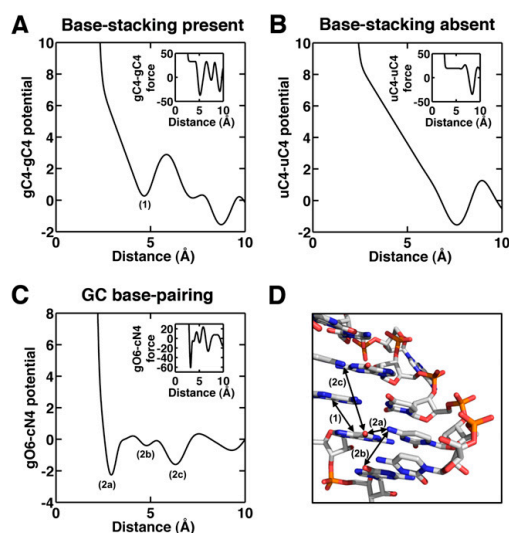 A Base-stacking present
10
8
6
4
2
0
-2
gC4-gC4 potential
0 5 10
Distance (Å)
(1)
50
0
-50
gC4-gC4
force
0 5 10
Distance (Å)
B Base-stacking absent
10
8
6
4
2
0
-2
uC4-uC4 potential
0 5 10
Distance (Å)
50
0
-50
uC4-uC4
force
0 5 10
Distance (Å)
C GC base-pairing
8
6
4
2
0
-2
-4
gO6-cN4 potential
0 5 10
Distance (Å)
(2a)
(2b)
(2c)
20
0
-20
-40
-60
gO6-cN4
force
0 5 10
Distance (Å)
D
(2c)
(1)
(2a)
(2b)